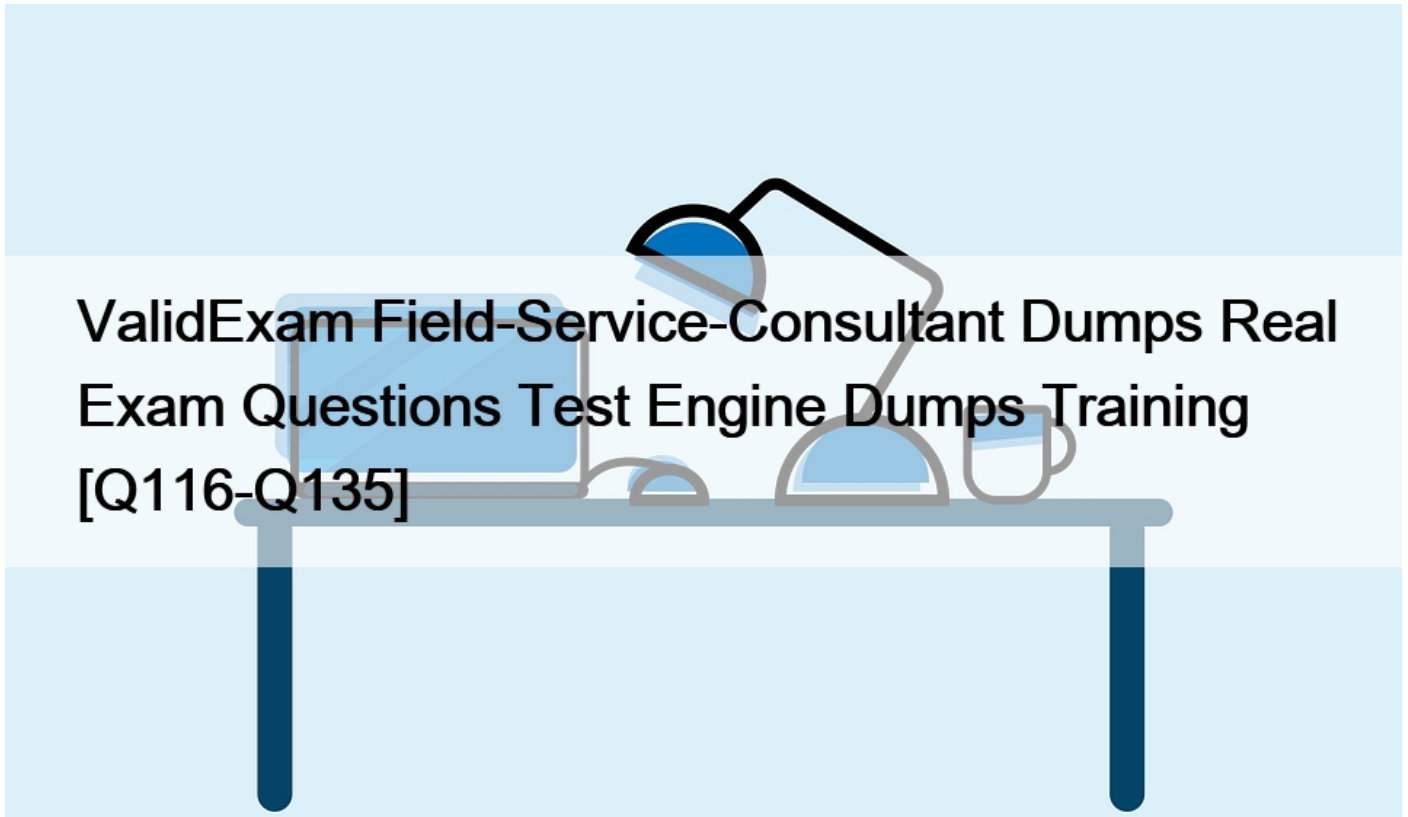 ValidExam Field-Service-Consultant Dumps Real
Exam Questions Test Engine Dumps Training
[Q116-Q135]